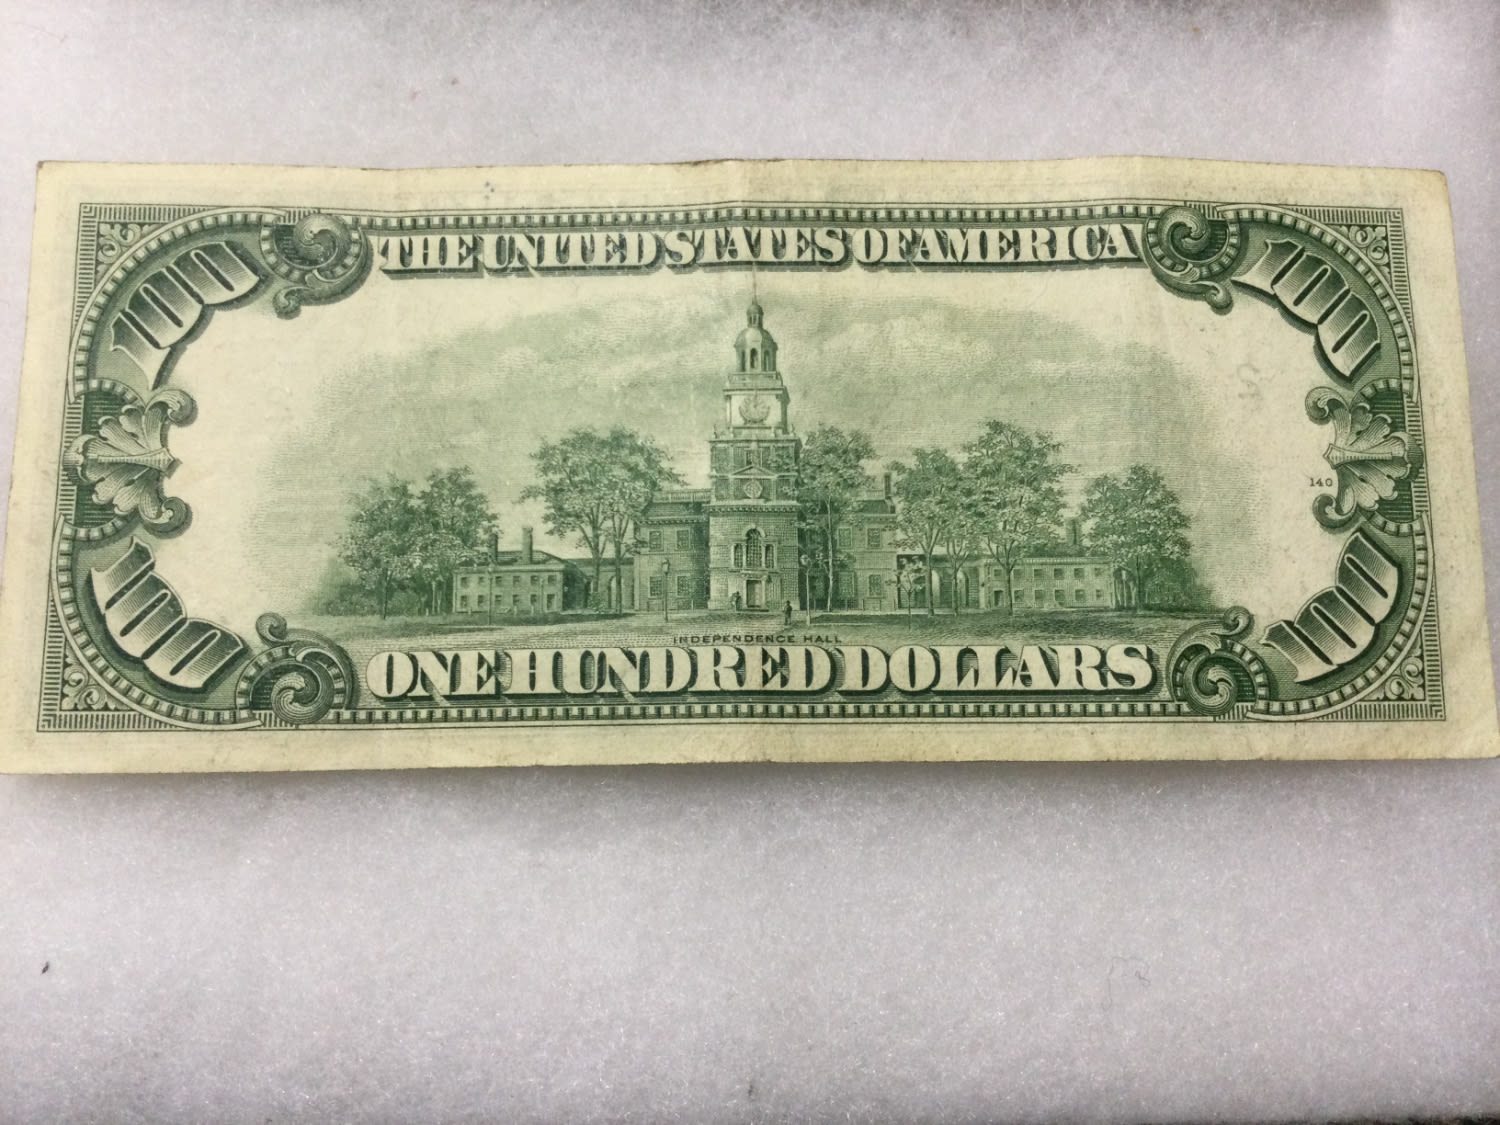 THE UNITED STATES OF AMERICA
100 100
140
100 100
INDEPENDENCE HALL
ONE HUNDRED DOLLARS